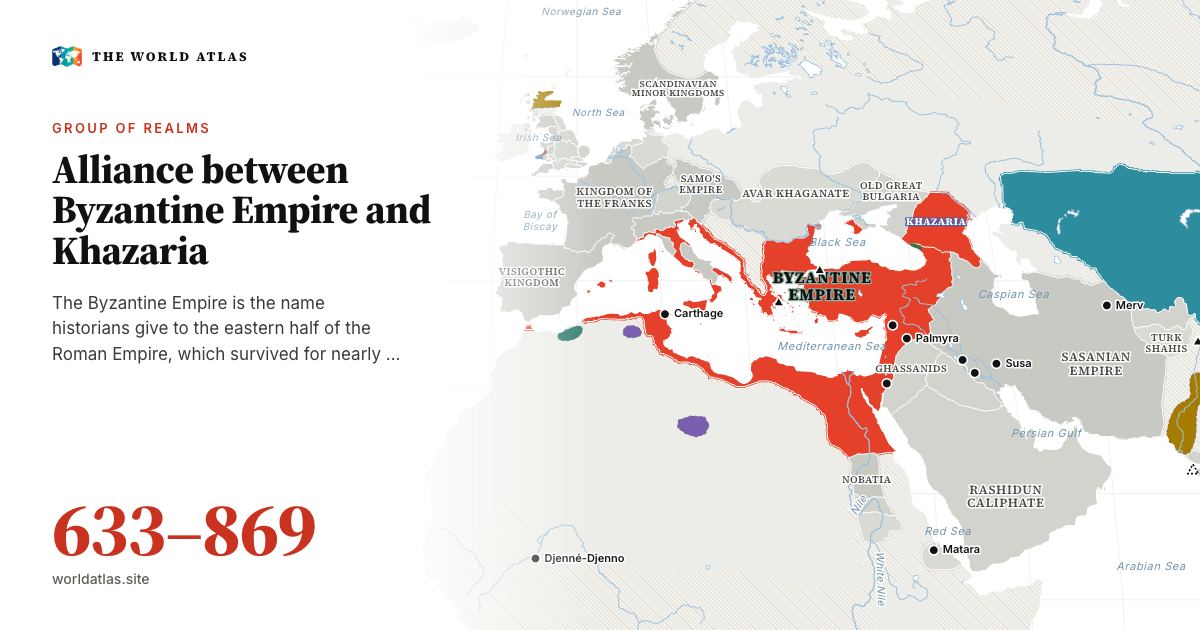 THE WORLD ATLAS
GROUP OF REALMS
Alliance between
Byzantine Empire and
Khazaria
The Byzantine Empire is the name
historians give to the eastern half of the
Roman Empire, which survived for nearly ...
633–869
worldatlas.site
Norwegian Sea
SCANDINAVIAN
MINOR KINGDOMS
North Sea
Irish Sea
SAMO'S
EMPIRE
KINGDOM OF
THE FRANKS
AVAR KHAGANATE
OLD GREAT
BULGARIA
Bay of
Biscay
KHAZARIA
Black Sea
VISIGOTHIC
KINGDOM
BYZANTINE
EMPIRE
Caspian Sea
Merv
Carthage
Palmyra
Mediterranean Sea
TURK
SHAHIS
GHASSANIDS
Susa
SASANIAN
EMPIRE
Persian Gulf
NOBATIA
RASHIDUN
CALIPHATE
Nile
Red Sea
Matara
Djenné-Djenno
White Nile
Arabian Sea